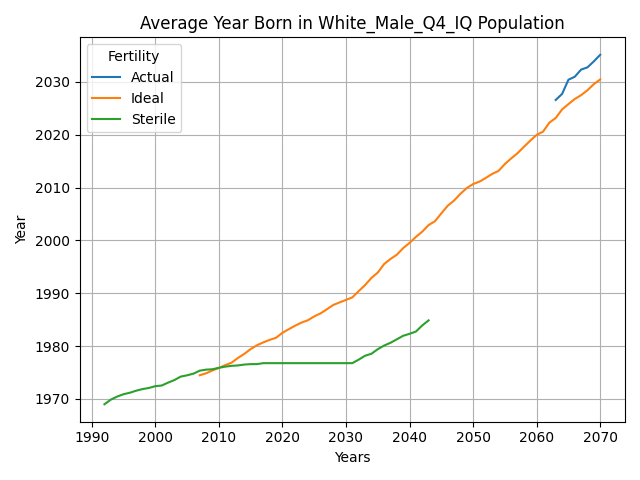 Average Year Born in White_Male_Q4_IQ Population
Fertility
Actual
Ideal
Sterile
Year
2030
2020
2010
2000
1990
1980
1970
1990 2000 2010 2020 2030 2040 2050 2060 2070
Years